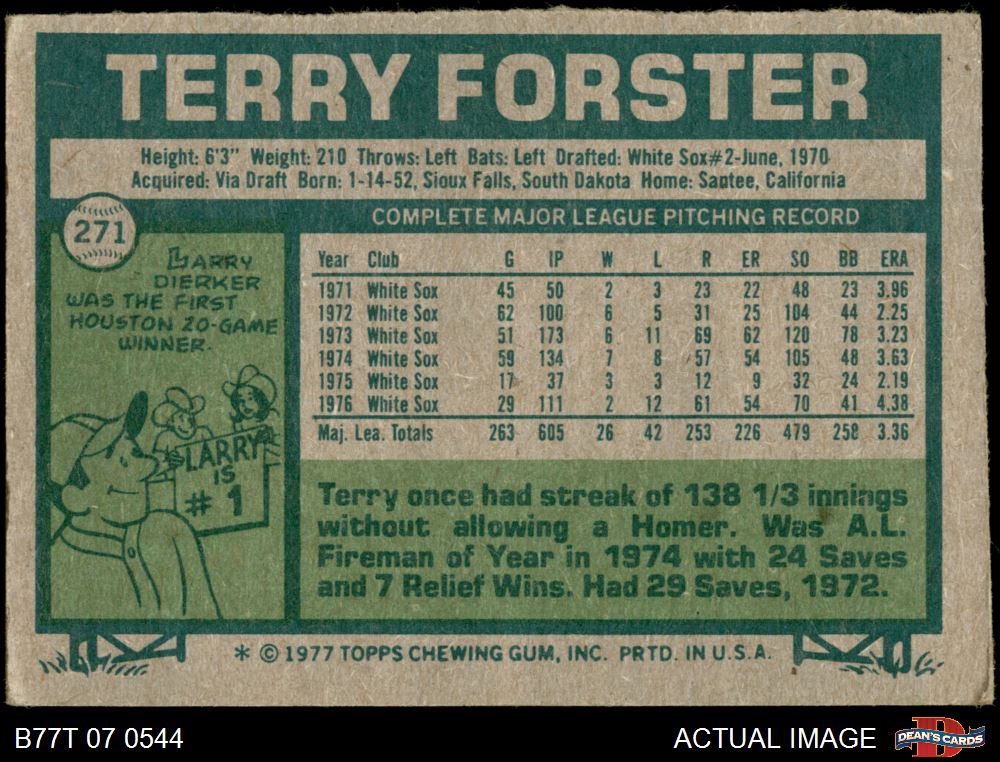 TERRY FORSTER
Height: 6'3" Weight: 210 Throws: Left Bats: Left Drafted: White Sox#2-June, 1970
Acquired: Via Draft Born: 1-14-52, Sioux Falls, South Dakota Home: Santee, California
271
LARRY
DIERKER
WAS THE FIRST
HOUSTON 20-GAME
WINNER.
LARRY
IS
# 1
COMPLETE MAJOR LEAGUE PITCHING RECORD
Year Club G IP W L R ER SO BB ERA
1971 White Sox 45 50 2 3 23 22 48 23 3.96
1972 White Sox 62 100 6 5 31 25 104 44 2.25
1973 White Sox 51 173 6 11 69 62 120 78 3.23
1974 White Sox 59 134 7 8 57 54 105 48 3.63
1975 White Sox 17 37 3 3 12 9 32 24 2.19
1976 White Sox 29 111 2 12 61 54 70 41 4.38
Maj. Lea. Totals 263 605 26 42 253 226 479 258 3.36
Terry once had streak of 138 1/3 innings
without allowing a Homer. Was A.L.
Fireman of Year in 1974 with 24 Saves
and 7 Relief Wins. Had 29 Saves, 1972.
* © 1977 TOPPS CHEWING GUM, INC. PRTD. IN U.S.A.
B77T 07 0544
ACTUAL IMAGE
DEAN'S CARDS